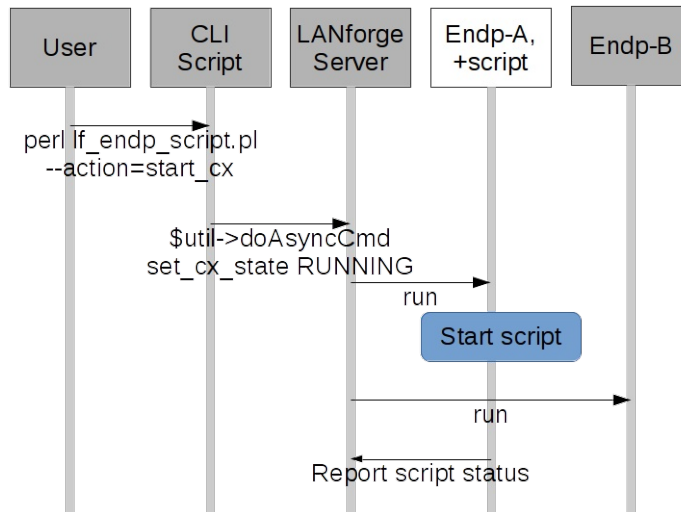 User
CLI
Script
LANforge
Server
Endp-A,
+script
Endp-B
perl lf_endp_script.pl
--action=start_cx
$util->doAsyncCmd
set_cx_state RUNNING
run
Start script
run
Report script status